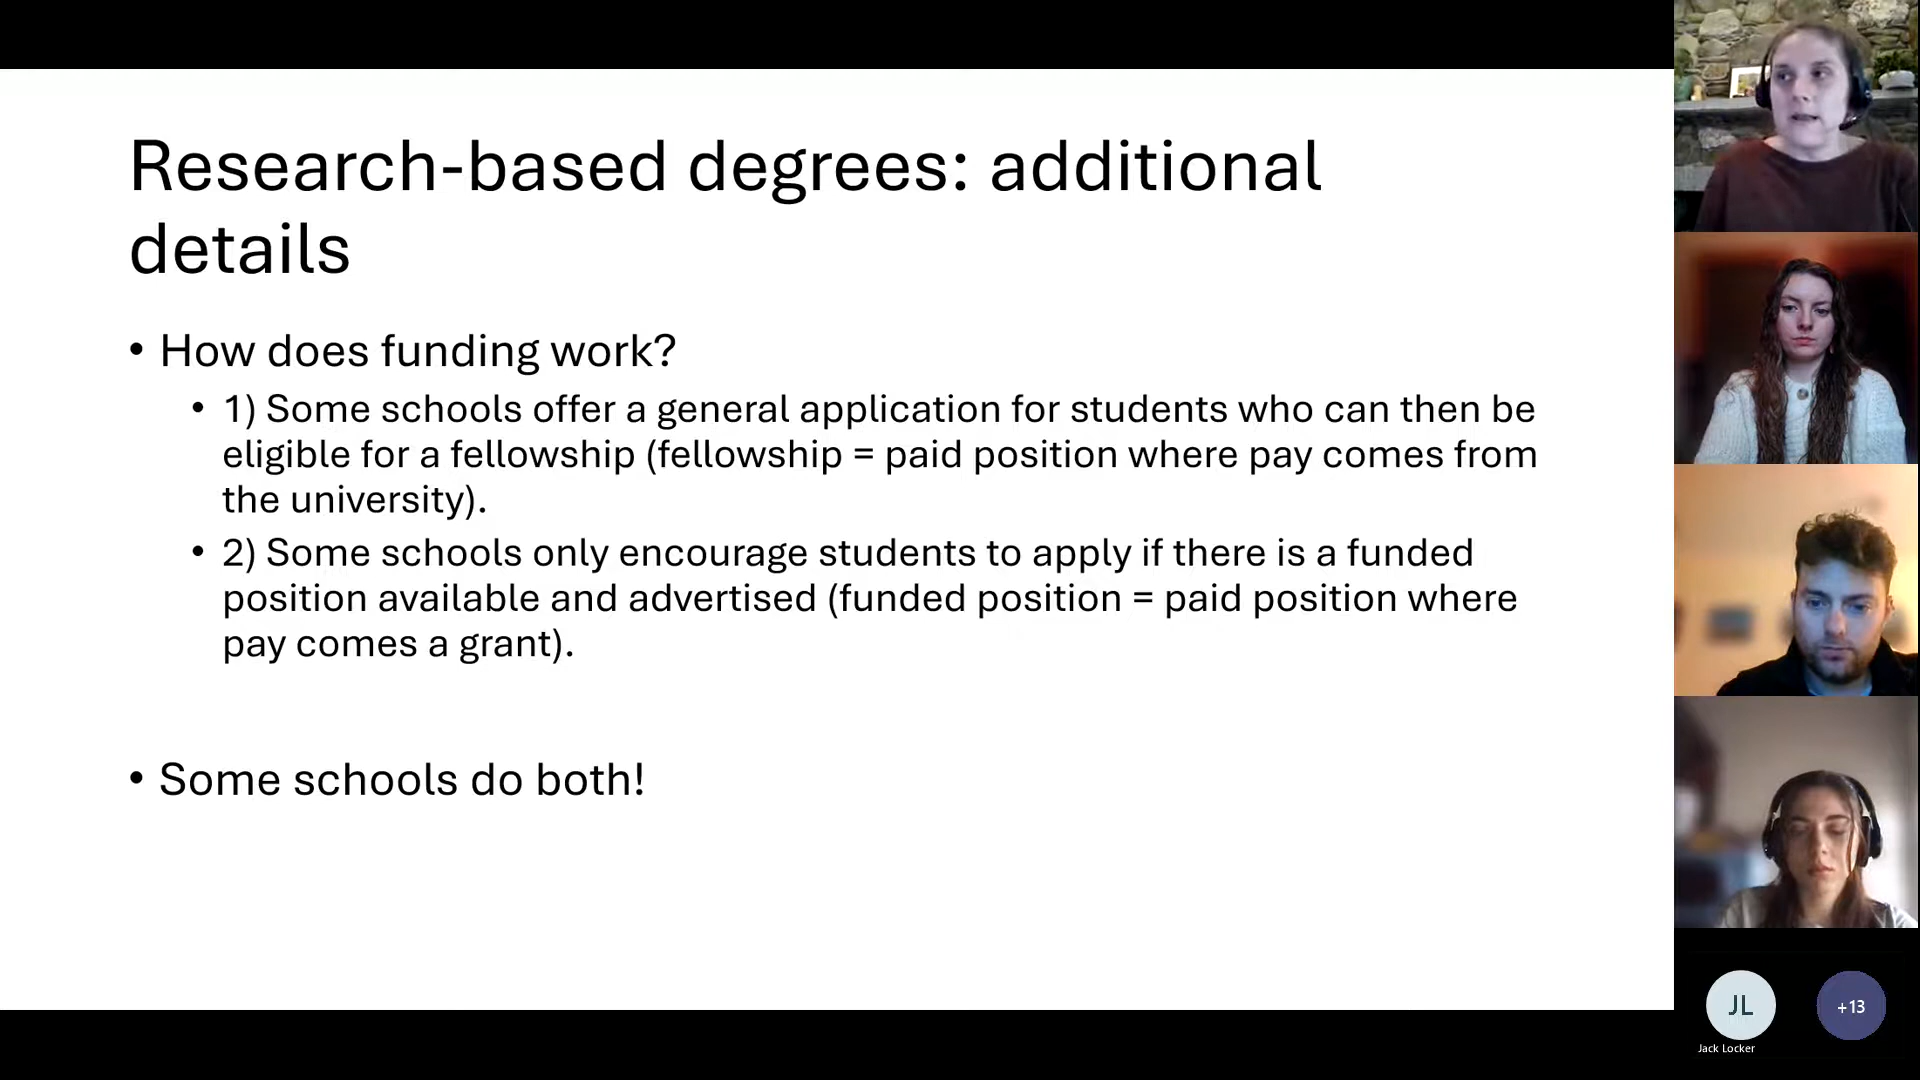 Research-based degrees: additional
details
• How does funding work?
• 1) Some schools offer a general application for students who can then be
eligible for a fellowship (fellowship = paid position where pay comes from
the university).
• 2) Some schools only encourage students to apply if there is a funded
position available and advertised (funded position = paid position where
pay comes a grant).
• Some schools do both!
JL
+13
Jack Locker